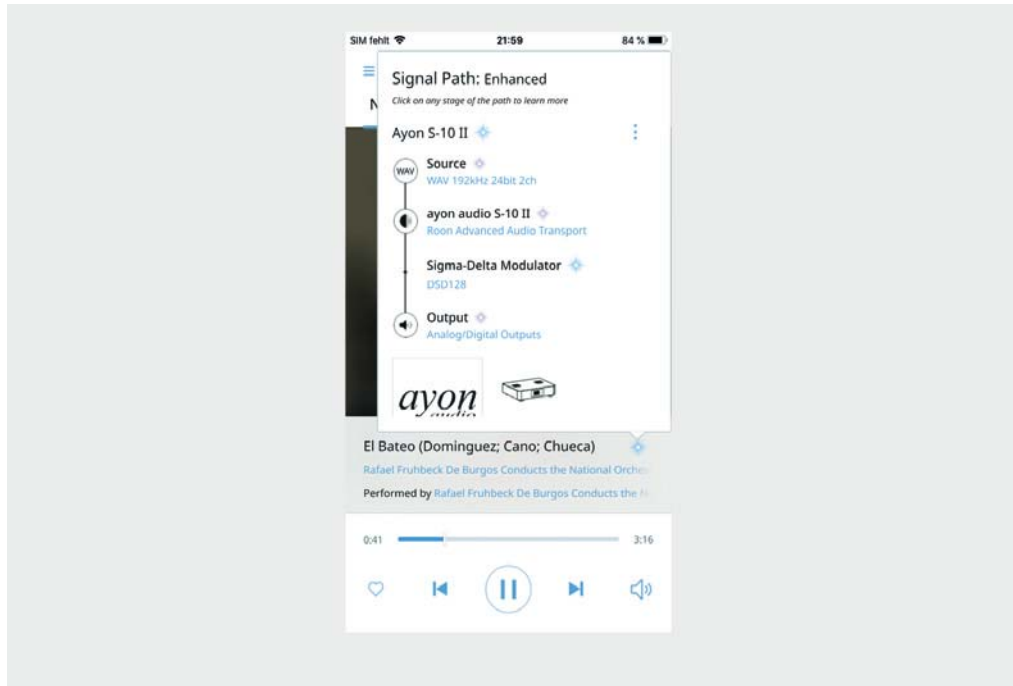 SIM fehlt 21:59 84 %
N
Signal Path: Enhanced
Click on any stage of the path to learn more
Ayon S-10 II
WAV
Source
WAV 192kHz 24bit 2ch
ayon audio S-10 II
Roon Advanced Audio Transport
Sigma-Delta Modulator
DSD128
Output
Analog/Digital Outputs
ayon
audio
El Bateo (Dominguez; Cano; Chueca)
Rafael Fruhbeck De Burgos Conducts the National Orche
Performed by Rafael Fruhbeck De Burgos Conducts the N
0:41 3:16